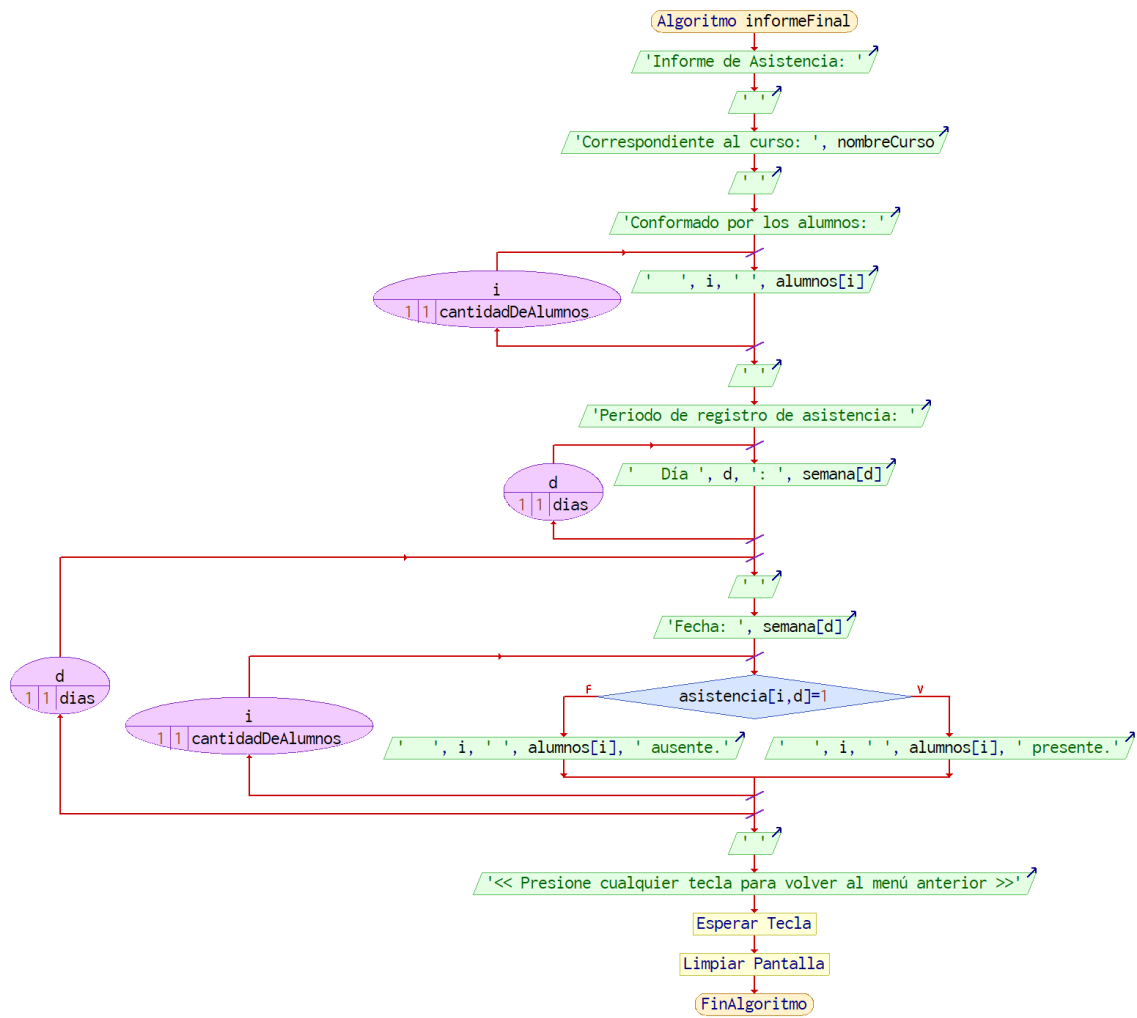 Algoritmo informeFinal
'Informe de Asistencia: '
' '
'Correspondiente al curso: ', nombreCurso
' '
'Conformado por los alumnos: '
i
1 1 cantidadDeAlumnos
'   ', i, ' ', alumnos[i]
' '
'Periodo de registro de asistencia: '
d
1 1 dias
'   Día ', d, ': ', semana[d]
' '
'Fecha: ', semana[d]
d
1 1 dias
i
1 1 cantidadDeAlumnos
F
asistencia[i,d]=1
V
'   ', i, ' ', alumnos[i], ' ausente.'
'   ', i, ' ', alumnos[i], ' presente.'
' '
'<< Presione cualquier tecla para volver al menú anterior >>'
Esperar Tecla
Limpiar Pantalla
FinAlgoritmo